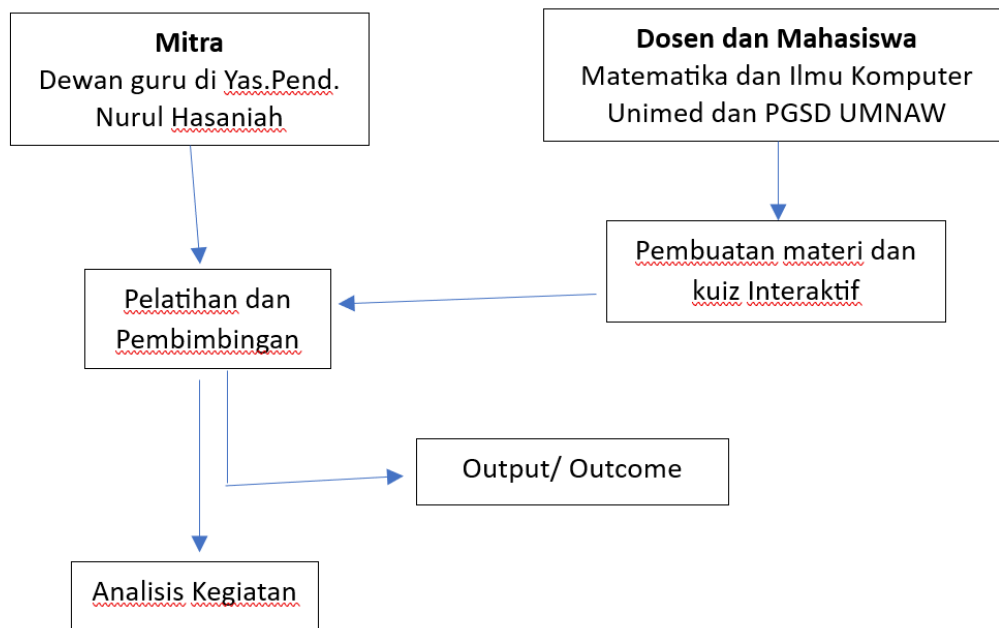 Mitra
Dewan guru di Yas.Pend.
Nurul Hasaniah
Dosen dan Mahasiswa
Matematika dan Ilmu Komputer
Unimed dan PGSD UMNAW
Pembuatan materi dan
kuiz Interaktif
Pelatihan dan
Pembimbingan
Output/ Outcome
Analisis Kegiatan